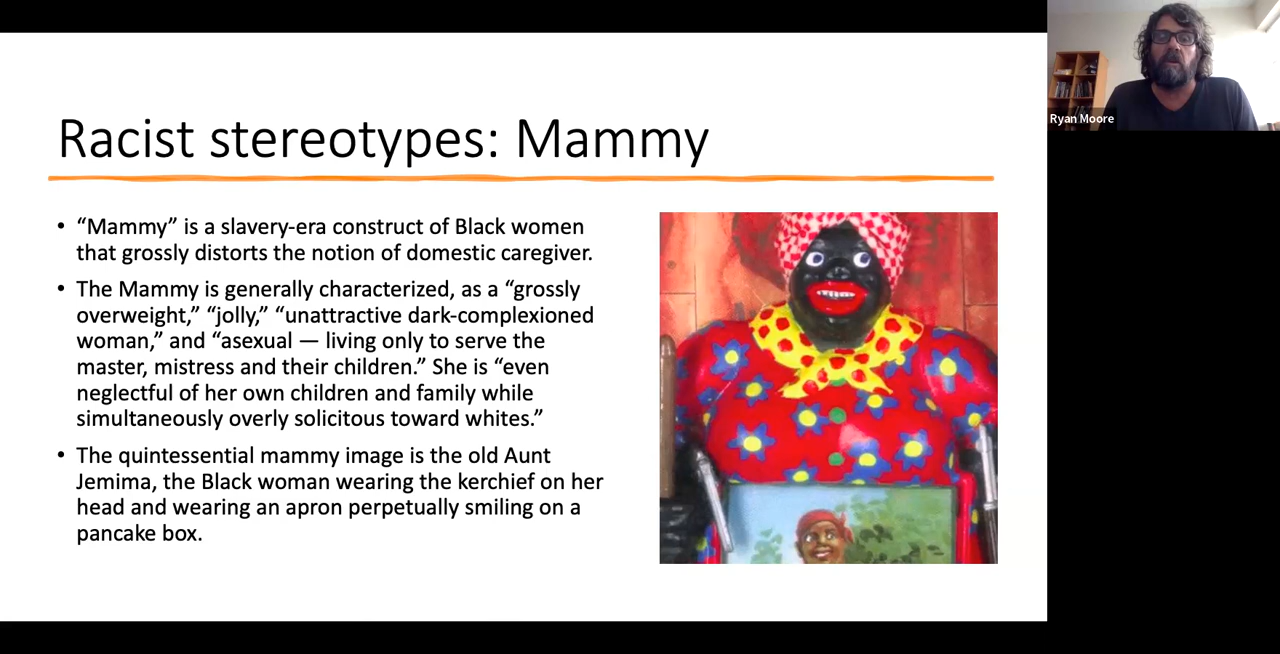 Racist stereotypes: Mammy
• “Mammy” is a slavery-era construct of Black women
that grossly distorts the notion of domestic caregiver.
• The Mammy is generally characterized, as a “grossly
overweight,” “jolly,” “unattractive dark-complexioned
woman,” and “asexual — living only to serve the
master, mistress and their children.” She is “even
neglectful of her own children and family while
simultaneously overly solicitous toward whites.”
• The quintessential mammy image is the old Aunt
Jemima, the Black woman wearing the kerchief on her
head and wearing an apron perpetually smiling on a
pancake box.
Ryan Moore